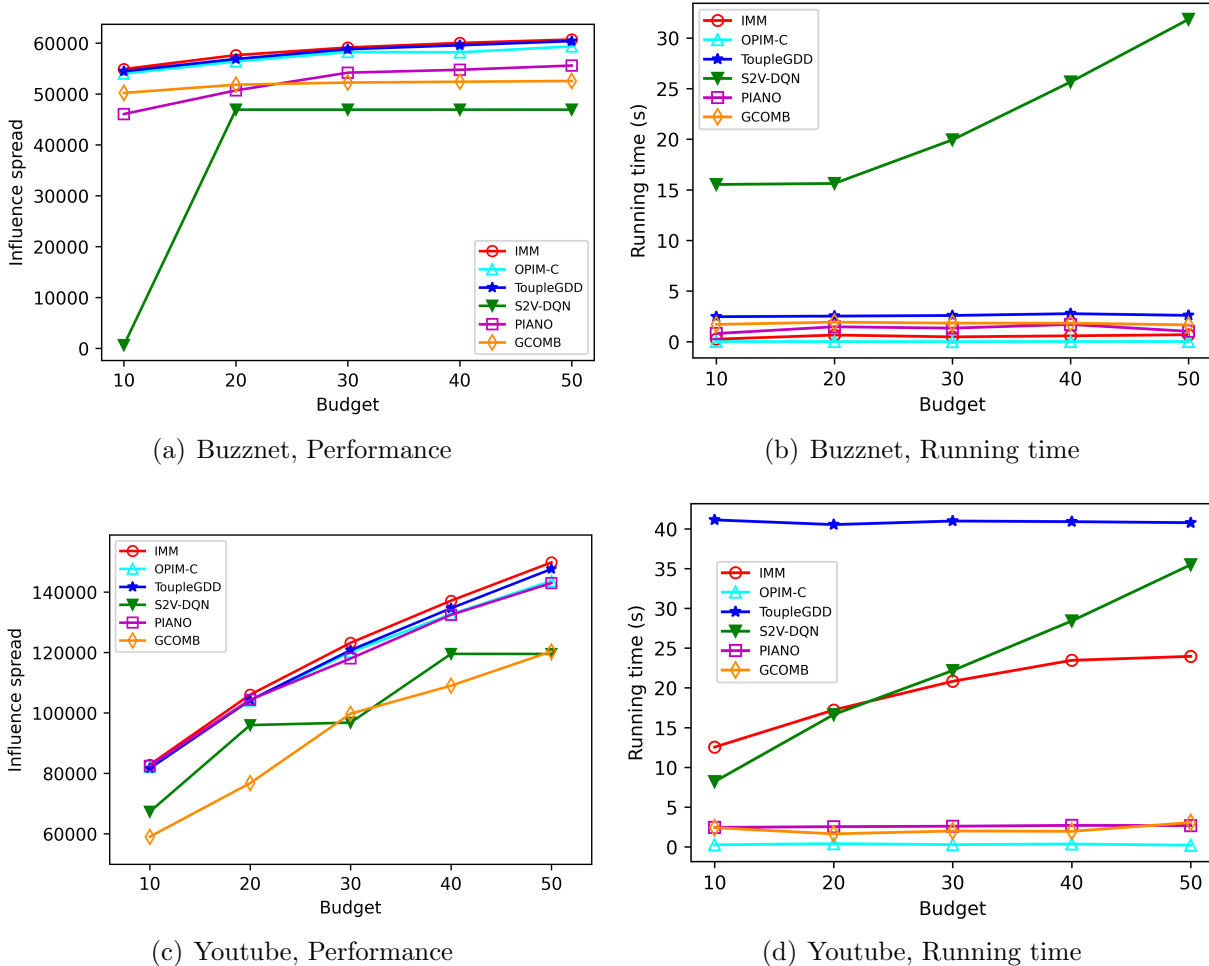 60000
50000
40000
30000
20000
10000
0
Influence spread
IMM
OPIM-C
ToupleGDD
S2V-DQN
PIANO
GCOMB
10 20 30 40 50
Budget
(a) Buzznet, Performance
30
25
20
15
10
5
0
Running time (s)
IMM
OPIM-C
ToupleGDD
S2V-DQN
PIANO
GCOMB
10 20 30 40 50
Budget
(b) Buzznet, Running time
140000
120000
100000
80000
60000
Influence spread
IMM
OPIM-C
ToupleGDD
S2V-DQN
PIANO
GCOMB
10 20 30 40 50
Budget
(c) Youtube, Performance
40
35
30
25
20
15
10
5
0
Running time (s)
IMM
OPIM-C
ToupleGDD
S2V-DQN
PIANO
GCOMB
10 20 30 40 50
Budget
(d) Youtube, Running time